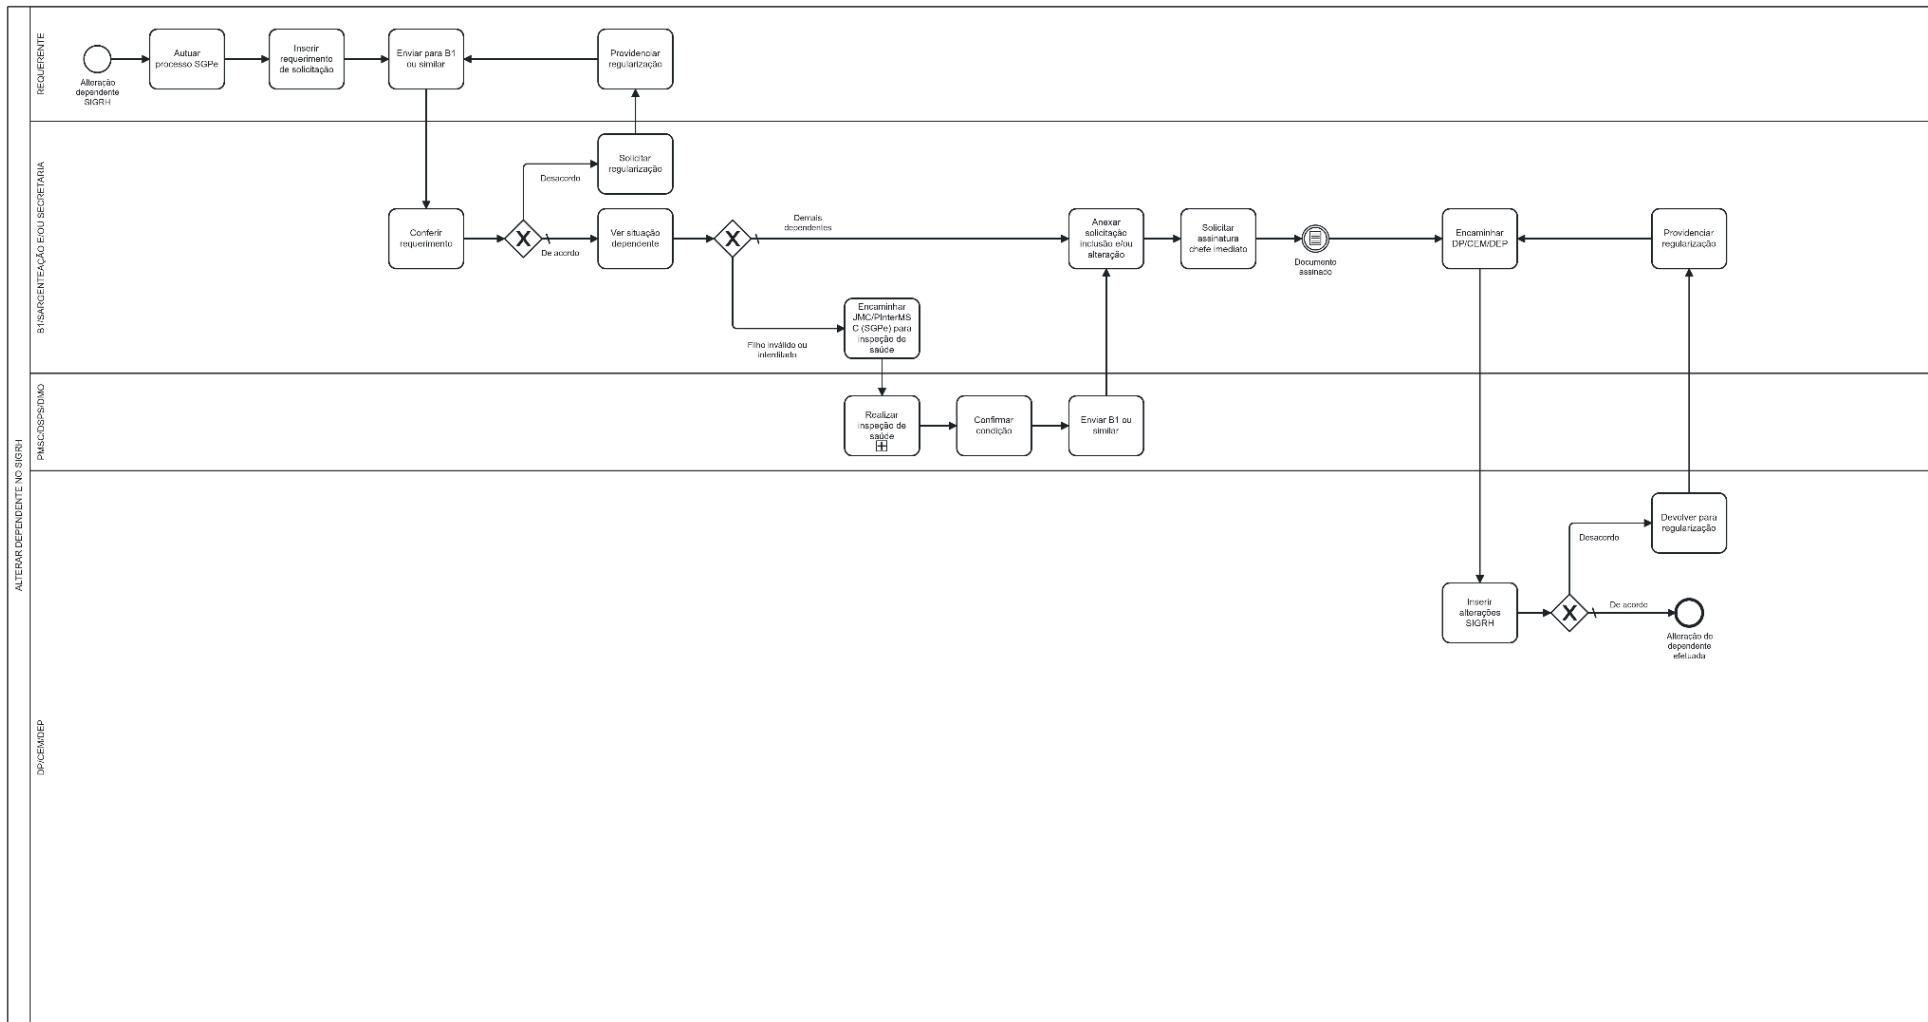 ALTERAR DEPENDENTE NO SIGRH
REQUERENTE
Alteração
dependente
SIGRH
Autuar
processo SGPe
Inserir
requerimento
de solicitação
Enviar para B1
ou similar
Providenciar
regularização
B1/SARGENTEAÇÃO E/OU SECRETARIA
Solicitar
regularização
Desacordo
Conferir
requerimento
De acordo
Ver situação
dependente
Demais
dependentes
Filho inválido ou
interditado
Encaminhar
JMC/PInterMS
C (SGPe) para
inspeção de
saúde
Anexar
solicitação
inclusão e/ou
alteração
Solicitar
assinatura
chefe imediato
Documento
assinado
Encaminhar
DP/CEM/DEP
Providenciar
regularização
PMSC/DSPS/DMO
Realizar
inspeção de
saúde
Confirmar
condição
Enviar B1 ou
similar
DP/CEM/DEP
Devolver para
regularização
Desacordo
Inserir
alterações
SIGRH
De acordo
Alteração de
dependente
efetuada